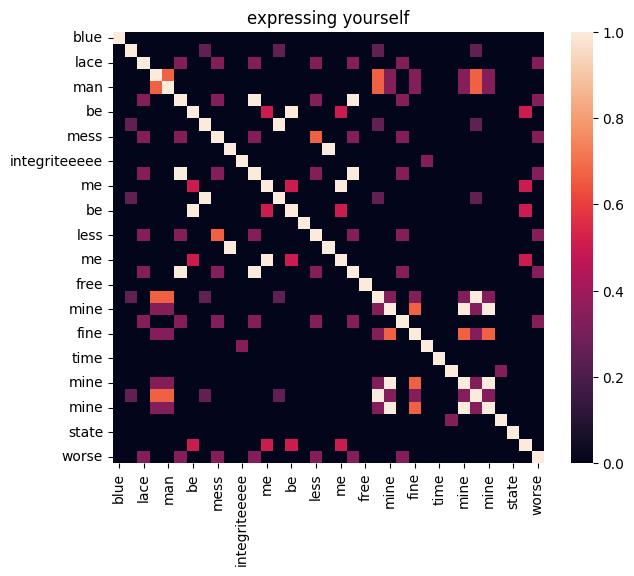 expressing yourself
blue
lace
man
be
mess
integriteeeee
me
be
less
me
free
mine
fine
time
mine
mine
state
worse
1.0
0.8
0.6
0.4
0.2
0.0
blue
lace
man
be
mess
integriteeeee
me
be
less
me
free
mine
fine
time
mine
mine
state
worse